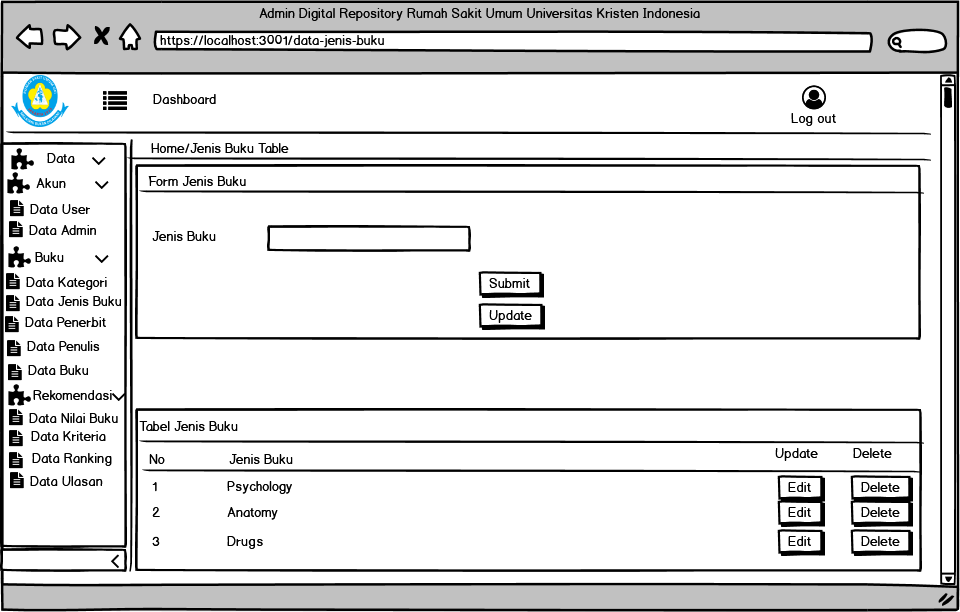 Admin Digital Repository Rumah Sakit Umum Universitas Kristen Indonesia
https://localhost:3001/data-jenis-buku
Dashboard
Log out
Data
Akun
Data User
Data Admin
Buku
Data Kategori
Data Jenis Buku
Data Penerbit
Data Penulis
Data Buku
Rekomendasi
Data Nilai Buku
Data Kriteria
Data Ranking
Data Ulasan
Home/Jenis Buku Table
Form Jenis Buku
Jenis Buku
Submit
Update
Tabel Jenis Buku
No Jenis Buku Update Delete
1 Psychology Edit Delete
2 Anatomy Edit Delete
3 Drugs Edit Delete